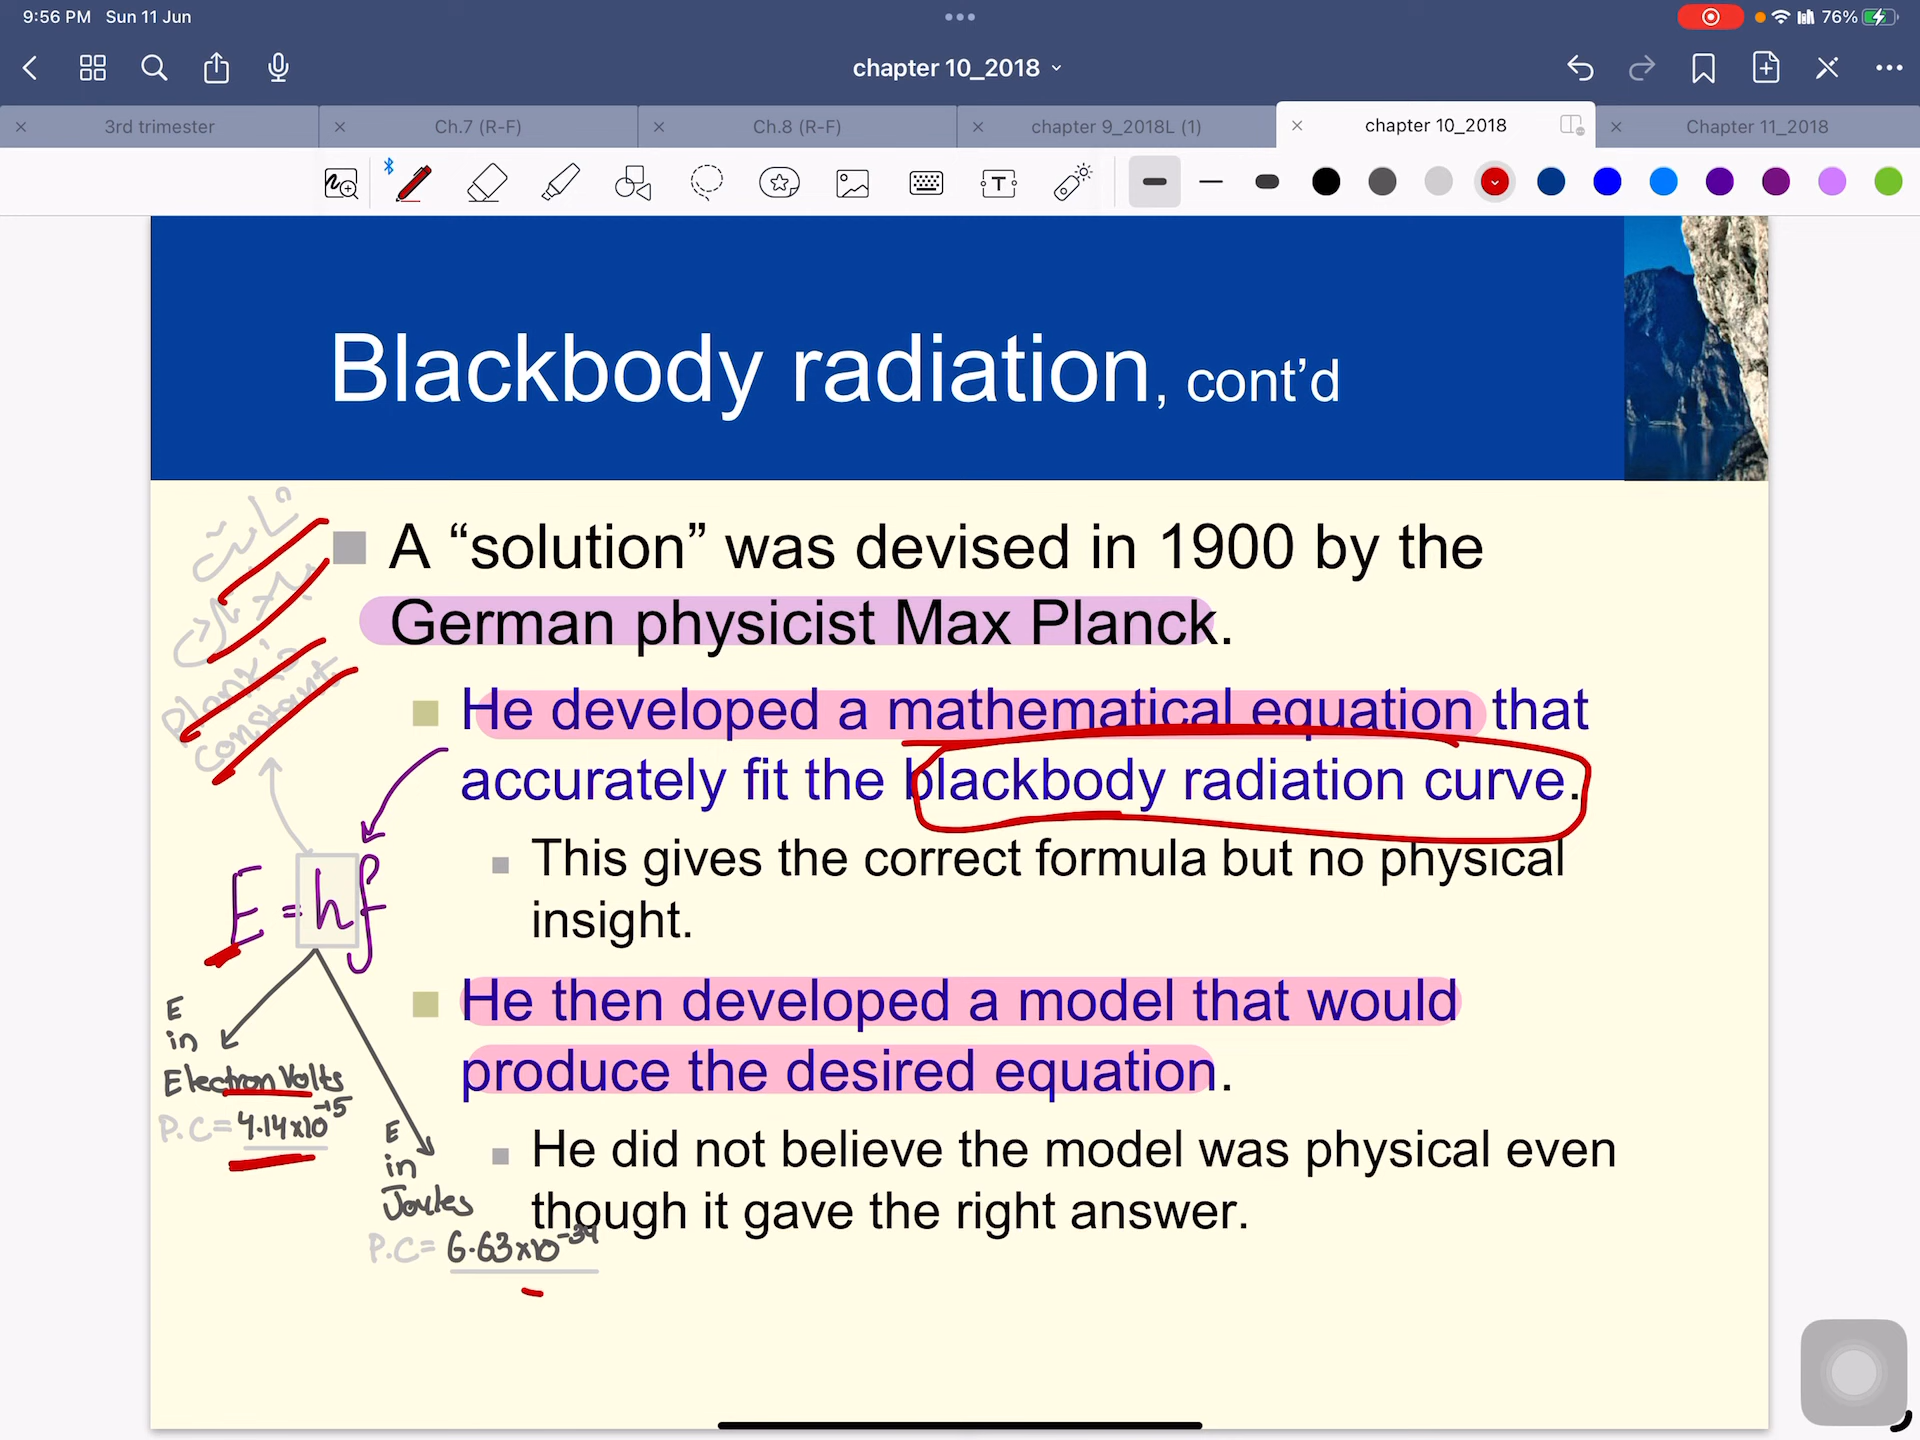 9:56 PM Sun 11 Jun
76%
chapter 10_2018
3rd trimester
Ch.7 (R-F)
Ch.8 (R-F)
chapter 9_2018L (1)
chapter 10_2018
Chapter 11_2018
Blackbody radiation, cont’d
A “solution” was devised in 1900 by the
German physicist Max Planck.
He developed a mathematical equation that
accurately fit the blackbody radiation curve.
This gives the correct formula but no physical
insight.
He then developed a model that would
produce the desired equation.
He did not believe the model was physical even
though it gave the right answer.
constant
E = hf
E
in
Electron Volts
P.C = 4.14x10^-15
E
in
Joules
P.C = 6.63x10^-34